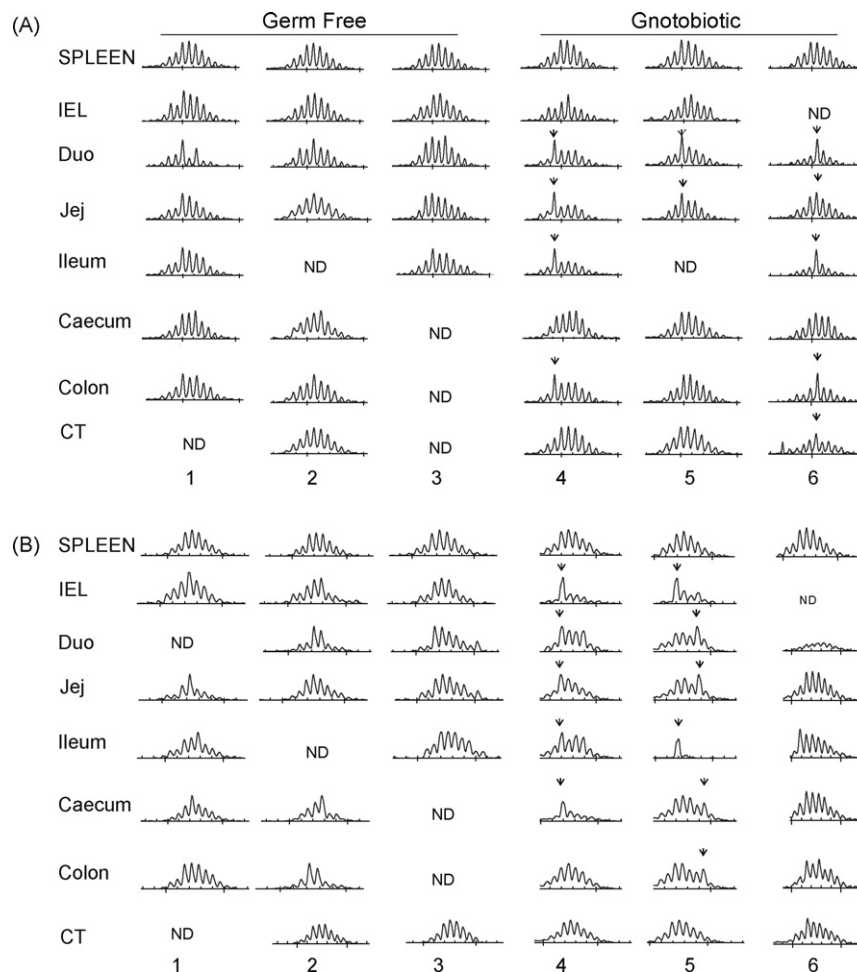 (A) Germ Free Gnotobiotic
SPLEEN
IEL ND
Duo
Jej
Ileum ND ND
Caecum ND
Colon ND
CT ND ND
1 2 3 4 5 6
(B) SPLEEN
IEL ND
Duo ND
Jej
Ileum ND
Caecum ND
Colon ND
CT ND
1 2 3 4 5 6